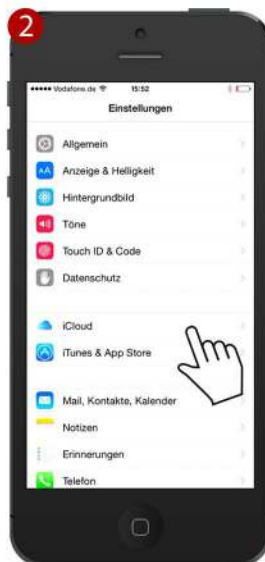 2
Vodafone.de 15:52
Einstellungen
Allgemein
AA Anzeige & Helligkeit
Hintergrundbild
Töne
Touch ID & Code
Datenschutz
iCloud
iTunes & App Store
Mail, Kontakte, Kalender
Notizen
Erinnerungen
Telefon